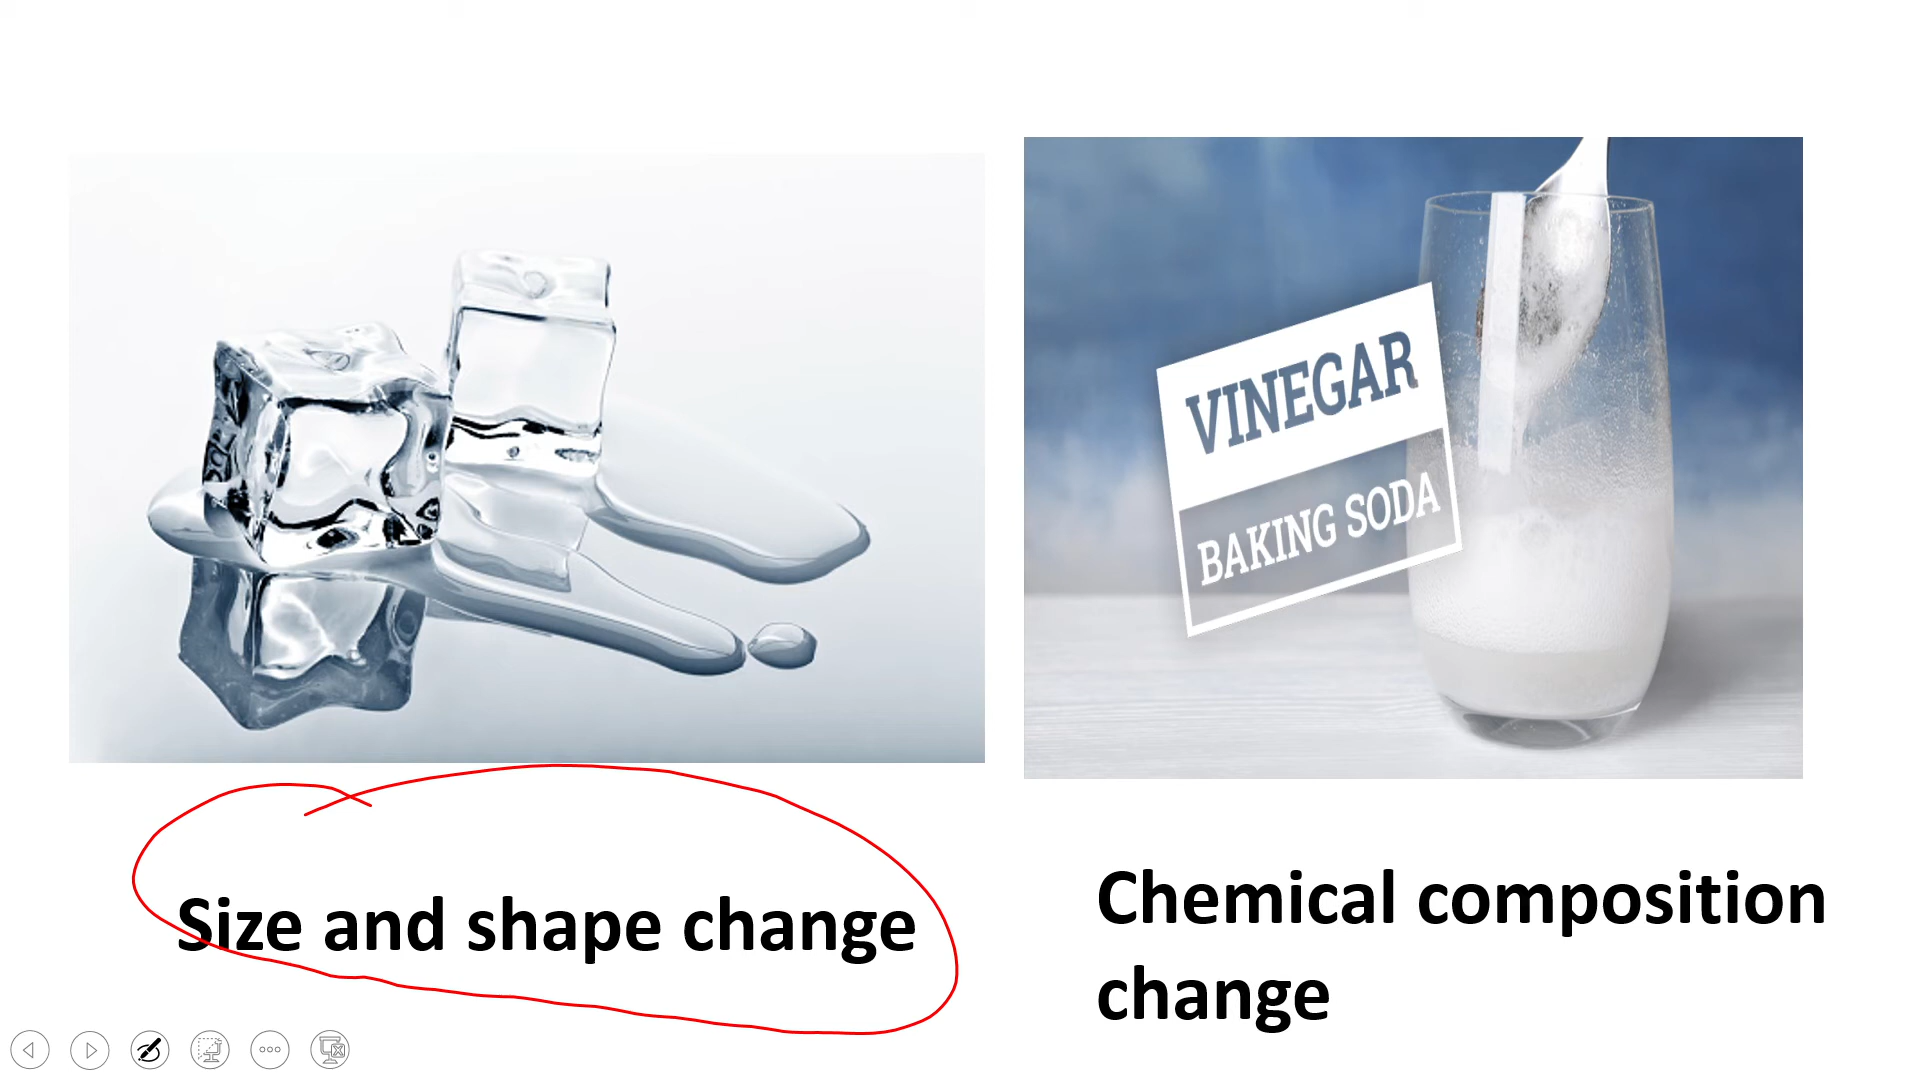 VINEGAR
BAKING SODA
Size and shape change
Chemical composition
change